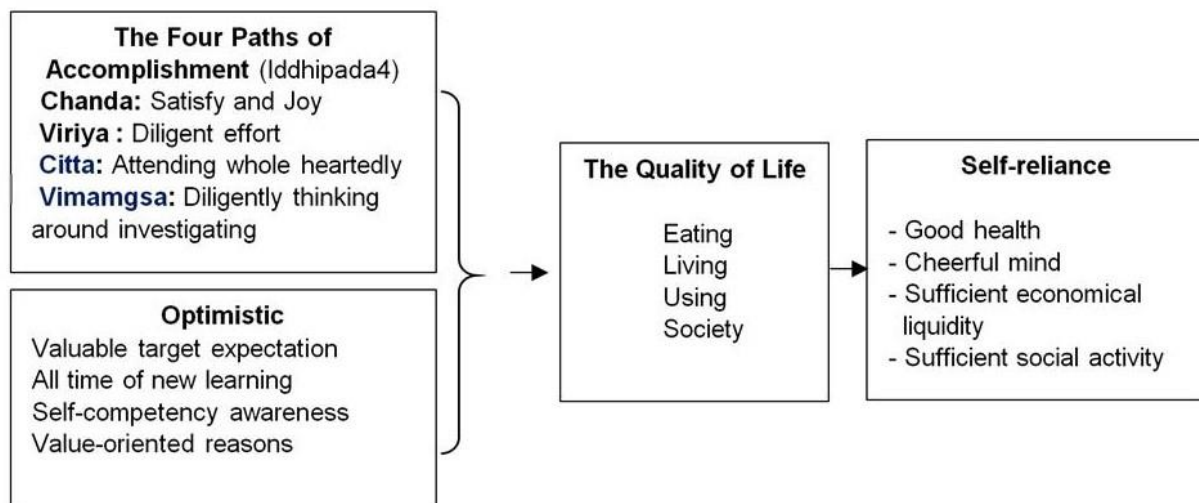 The Four Paths of
Accomplishment (Iddhipada4)
Chanda: Satisfy and Joy
Viriya : Diligent effort
Citta: Attending whole heartedly
Vimamgsa: Diligently thinking
around investigating
Optimistic
Valuable target expectation
All time of new learning
Self-competency awareness
Value-oriented reasons
The Quality of Life
Eating
Living
Using
Society
Self-reliance
- Good health
- Cheerful mind
- Sufficient economical
liquidity
- Sufficient social activity